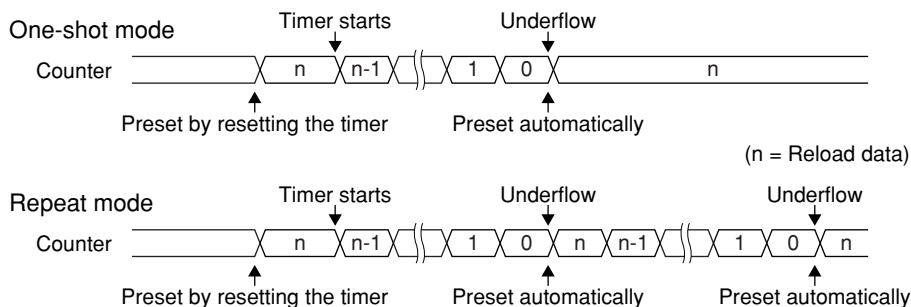 Timer starts Underflow
One-shot mode
Counter n n-1 1 0 n
Preset by resetting the timer Preset automatically
(n = Reload data)
Timer starts Underflow Underflow
Repeat mode
Counter n n-1 1 0 n n-1 1 0 n
Preset by resetting the timer Preset automatically Preset automatically